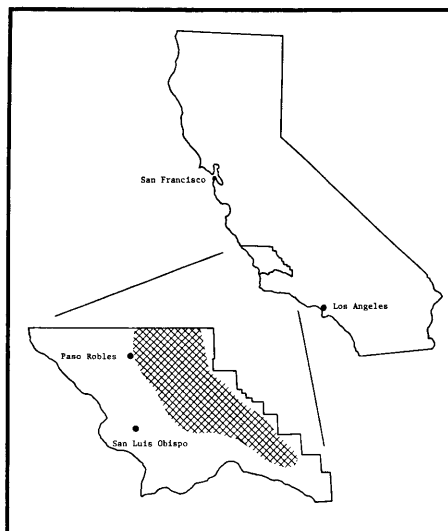 San Francisco
Los Angeles
Paso Robles
San Luis Obispo